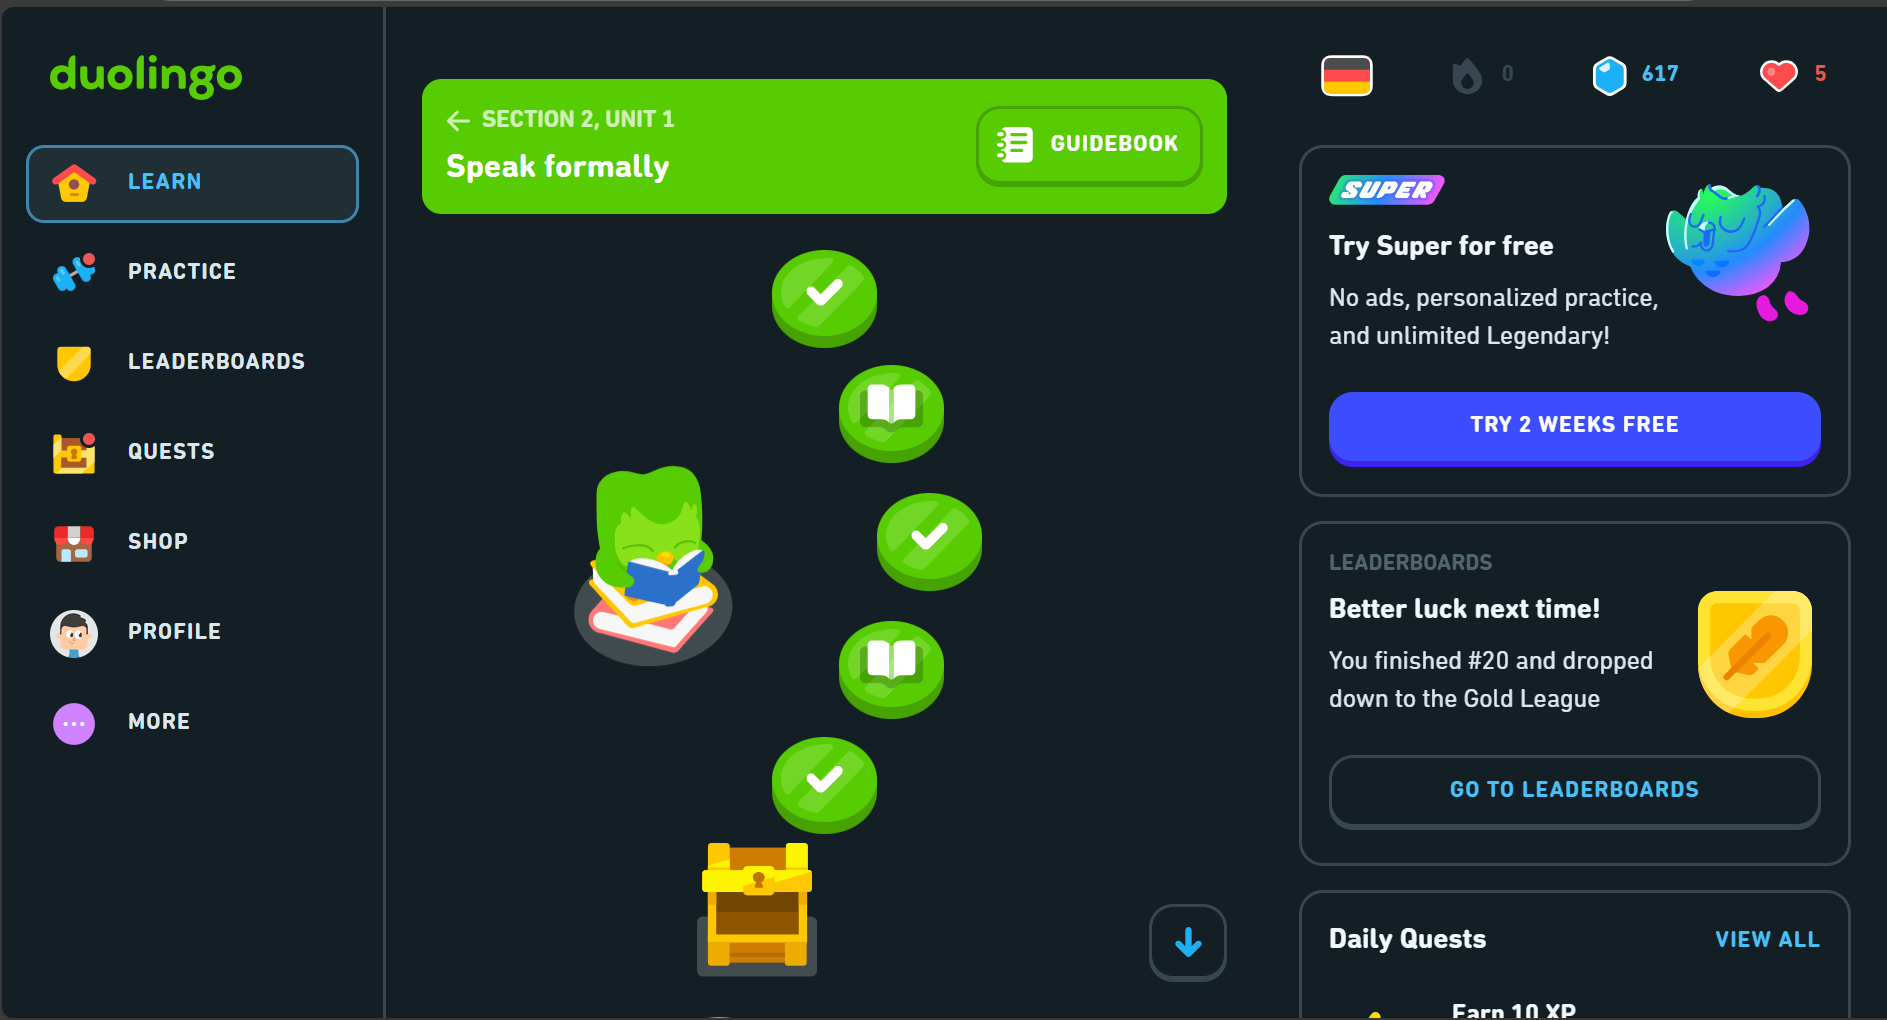 duolingo
LEARN
PRACTICE
LEADERBOARDS
QUESTS
SHOP
PROFILE
MORE
SECTION 2, UNIT 1
Speak formally
GUIDEBOOK
0
617
5
SUPER
Try Super for free
No ads, personalized practice,
and unlimited Legendary!
TRY 2 WEEKS FREE
LEADERBOARDS
Better luck next time!
You finished #20 and dropped
down to the Gold League
GO TO LEADERBOARDS
Daily Quests
VIEW ALL
Earn 10 XP